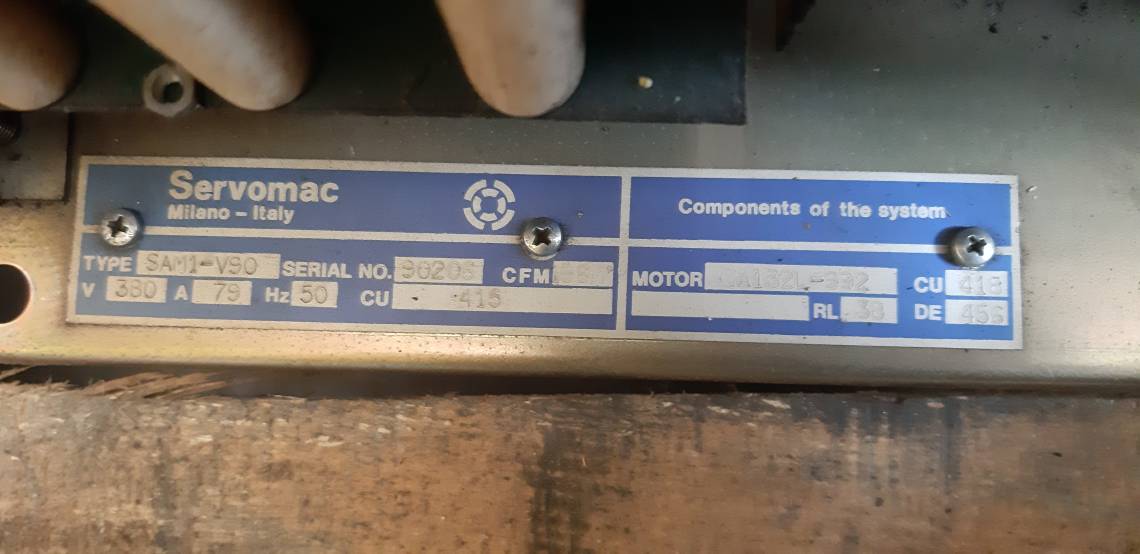 Servomac
Milano - Italy
TYPE SAM1-V90 SERIAL NO. 90206 CFM
V 380 A 79 Hz 50 CU 415
Components of the system
MOTOR CU 418
RL 38 DE 456